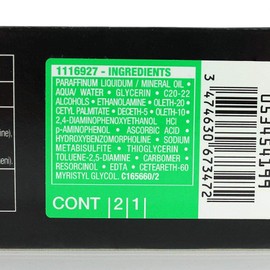 1116927 - INGREDIENTS
PARAFFINUM LIQUIDUM / MINERAL OIL •
AQUA/ WATER • GLYCERIN • C20-22
ALCOHOLS • ETHANOLAMINE • OLETH-20 •
CETYL PALMITATE • DECETH-5 • OLETH-10 •
2,4-DIAMINOPHENOXYETHANOL HCl •
p-AMINOPHENOL • ASCORBIC ACID •
HYDROXYBENZOMORPHOLINE • SODIUM
METABISULFITE • THIOGLYCERIN •
TOLUENE-2,5-DIAMINE • CARBOMER •
RESORCINOL • EDTA • CETEARETH-60
MYRISTYL GLYCOL. C165660/2
CONT 2 1
3 474630 673472